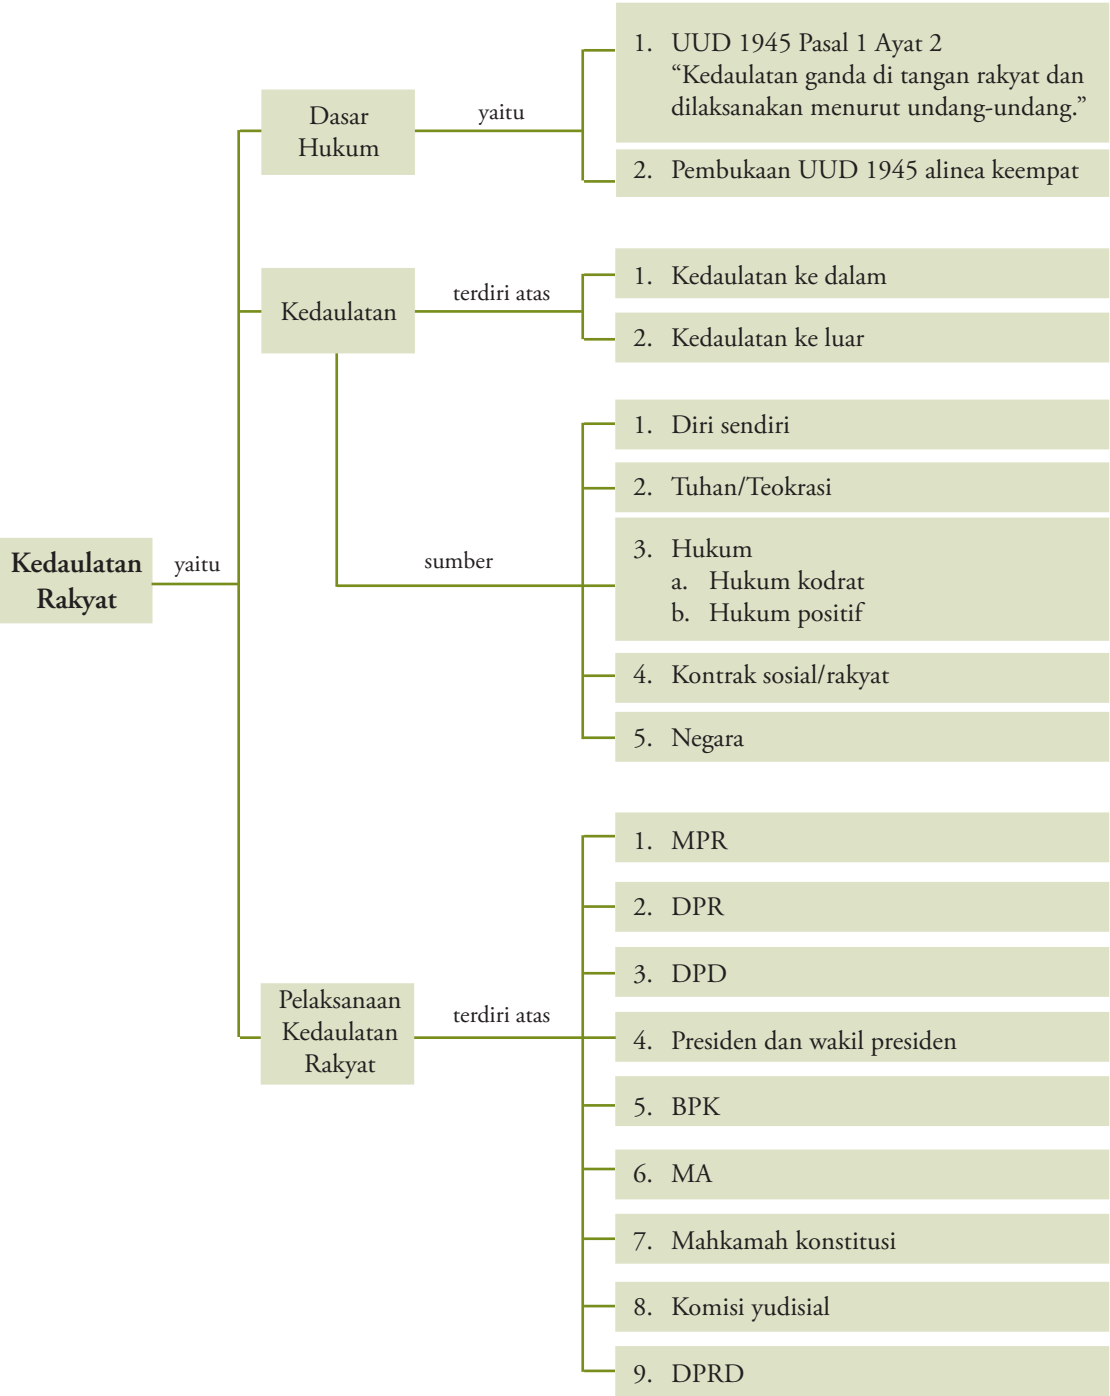 Kedaulatan
Rakyat
yaitu
Dasar
Hukum
yaitu
1. UUD 1945 Pasal 1 Ayat 2
“Kedaulatan ganda di tangan rakyat dan
dilaksanakan menurut undang-undang.”
2. Pembukaan UUD 1945 alinea keempat
Kedaulatan
terdiri atas
1. Kedaulatan ke dalam
2. Kedaulatan ke luar
sumber
1. Diri sendiri
2. Tuhan/Teokrasi
3. Hukum
a. Hukum kodrat
b. Hukum positif
4. Kontrak sosial/rakyat
5. Negara
Pelaksanaan
Kedaulatan
Rakyat
terdiri atas
1. MPR
2. DPR
3. DPD
4. Presiden dan wakil presiden
5. BPK
6. MA
7. Mahkamah konstitusi
8. Komisi yudisial
9. DPRD